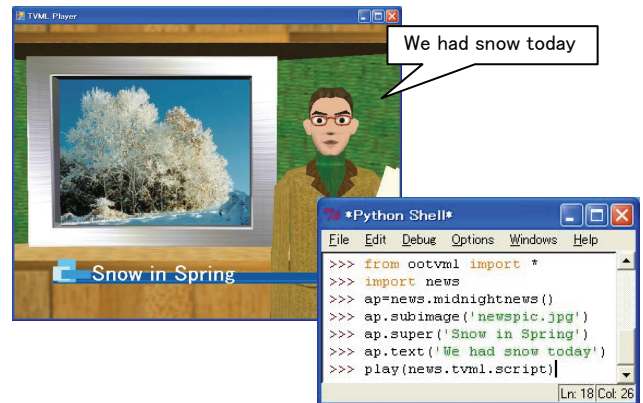 TVML Player
We had snow today
Snow in Spring
*Python Shell*
File Edit Debug Options Windows Help
>>> from ootvml import *
>>> import news
>>> ap=news.midnightnews()
>>> ap.subimage('newspic.jpg')
>>> ap.super('Snow in Spring')
>>> ap.text('We had snow today')
>>> play(news.tvml.script)
Ln: 18 Col: 26